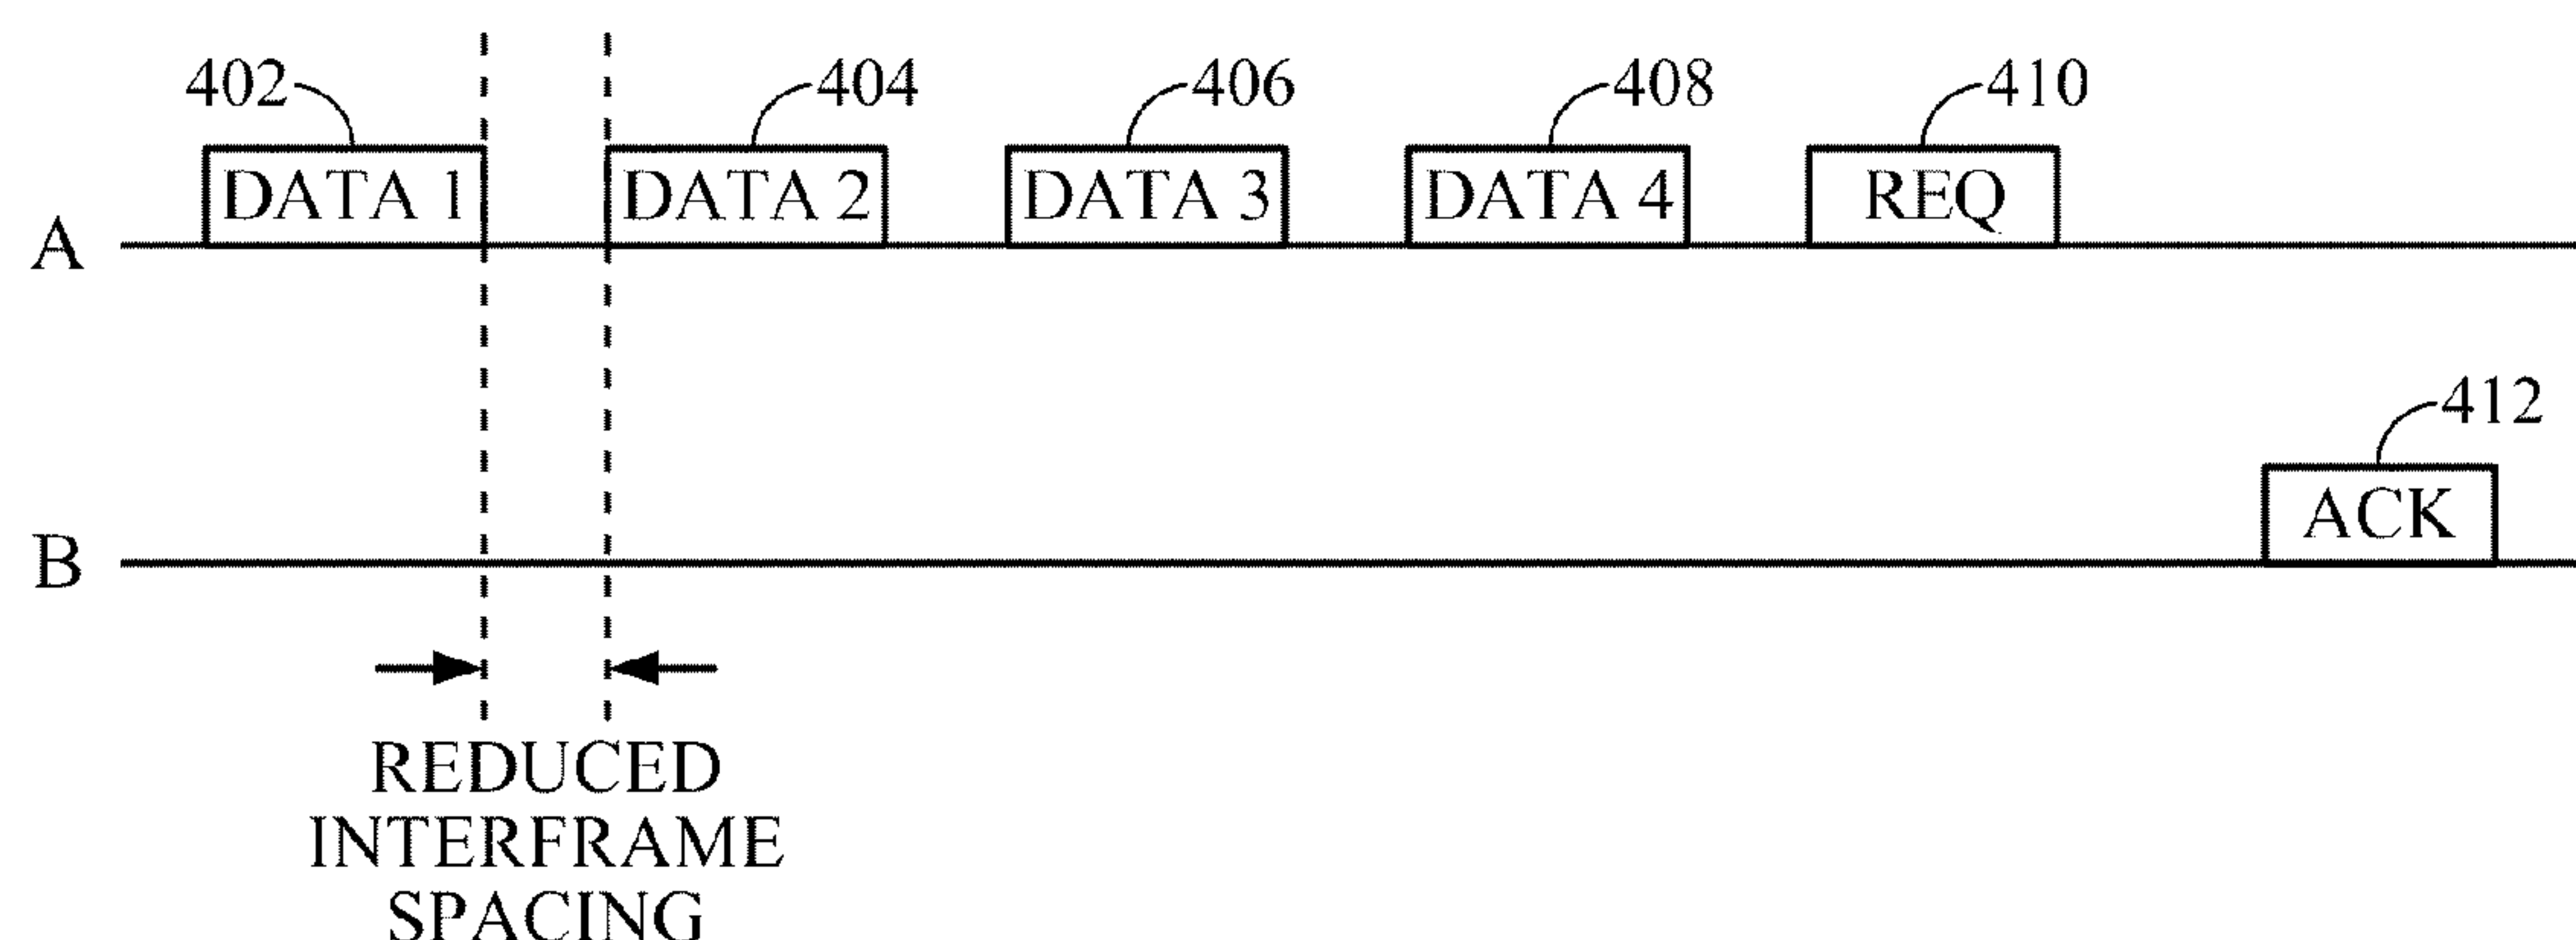 402
404
406
408
410
DATA 1
DATA 2
DATA 3
DATA 4
REQ
A
412
ACK
B
REDUCED
INTERFRAME
SPACING